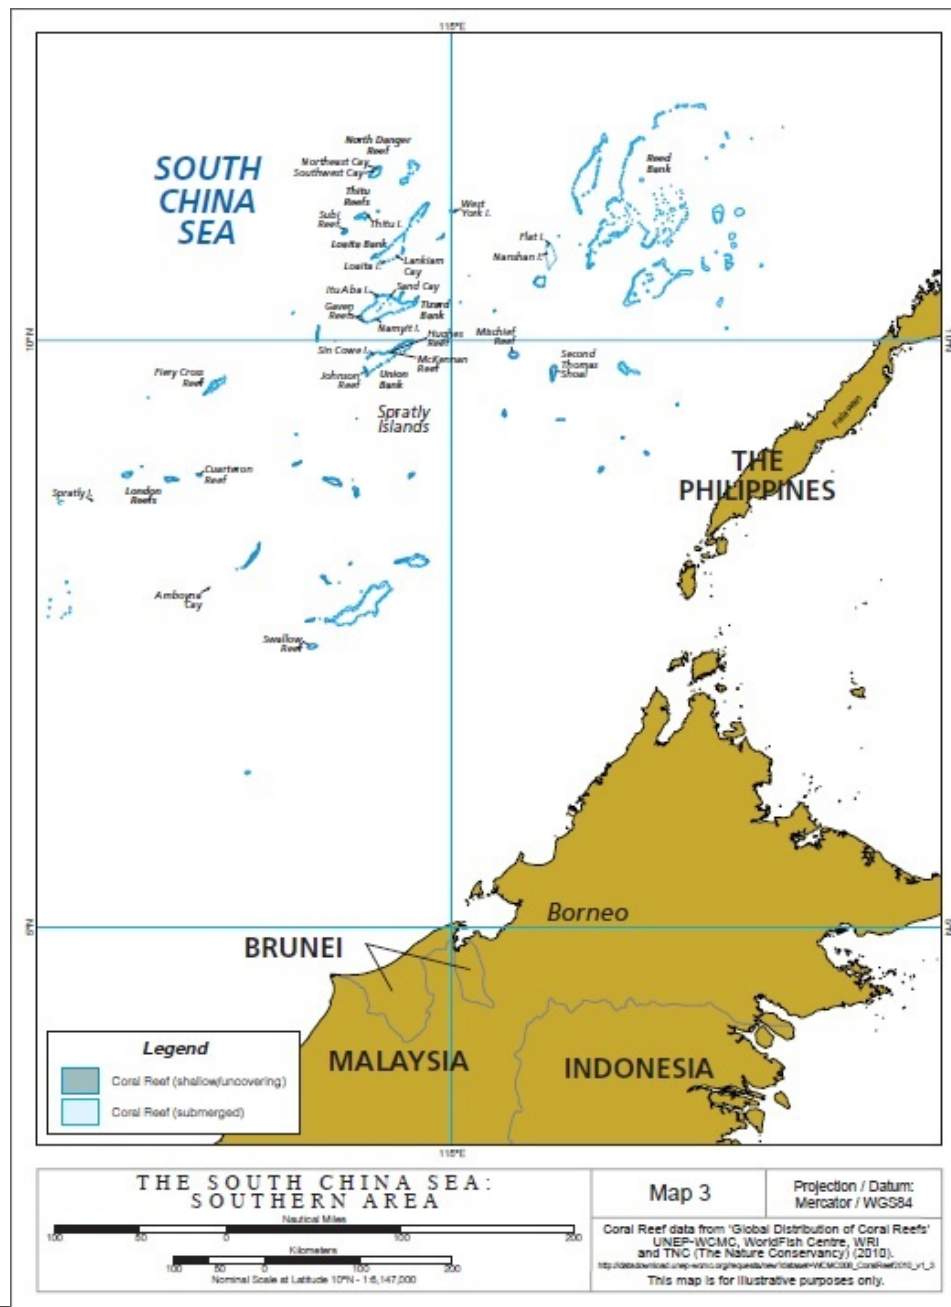 115°E
SOUTH
CHINA
SEA
North Danger
Reef
Northeast Cay
Southwest Cay
Reed
Bank
Thitu
Reefs
West
York I.
Subi
Reef
Thitu I.
Flat I.
Loaita Bank
Nanshan I.
Loaita I.
Lankiam
Cay
Itu Aba I.
Sand Cay
Gaven
Reefs
Tizard
Bank
Namyit I.
Hughes
Reef
Mischief
Reef
10°N
10°N
Sin Cowe I.
McKennan
Reef
Second
Thomas
Shoal
Johnson
Reef
Union
Bank
Fiery Cross
Reef
Spratly
Islands
Palawan
THE
PHILIPPINES
Cuarteron
Reef
Spratly I.
London
Reefs
Amboyna
Cay
Swallow
Reef
Borneo
5°N
5°N
BRUNEI
MALAYSIA
INDONESIA
Legend
Coral Reef (shallow/uncovering)
Coral Reef (submerged)
115°E
THE SOUTH CHINA SEA:
SOUTHERN AREA
Nautical Miles
100 50 0 100 200
Kilometers
100 50 0 100 200
Nominal Scale at Latitude 10°N - 1:6,147,000
Map 3
Projection / Datum:
Mercator / WGS84
Coral Reef data from 'Global Distribution of Coral Reefs'
UNEP-WCMC, WorldFish Centre, WRI
and TNC (The Nature Conservancy) (2010).
This map is for illustrative purposes only.